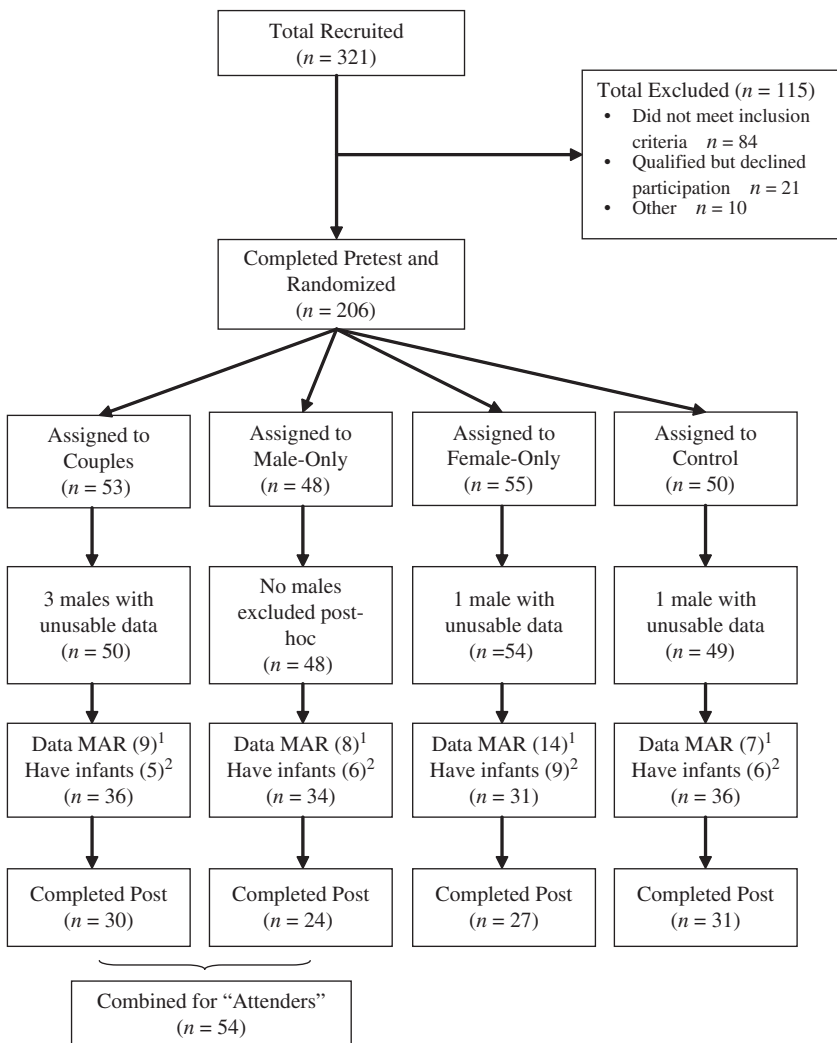 Total Recruited
(n = 321)
Total Excluded (n = 115)
• Did not meet inclusion
criteria n = 84
• Qualified but declined
participation n = 21
• Other n = 10
Completed Pretest and
Randomized
(n = 206)
Assigned to
Couples
(n = 53)
Assigned to
Male-Only
(n = 48)
Assigned to
Female-Only
(n = 55)
Assigned to
Control
(n = 50)
3 males with
unusable data
(n = 50)
No males
excluded post-
hoc
(n = 48)
1 male with
unusable data
(n =54)
1 male with
unusable data
(n = 49)
Data MAR (9)¹
Have infants (5)²
(n = 36)
Data MAR (8)¹
Have infants (6)²
(n = 34)
Data MAR (14)¹
Have infants (9)²
(n = 31)
Data MAR (7)¹
Have infants (6)²
(n = 36)
Completed Post
(n = 30)
Completed Post
(n = 24)
Completed Post
(n = 27)
Completed Post
(n = 31)
Combined for “Attenders”
(n = 54)